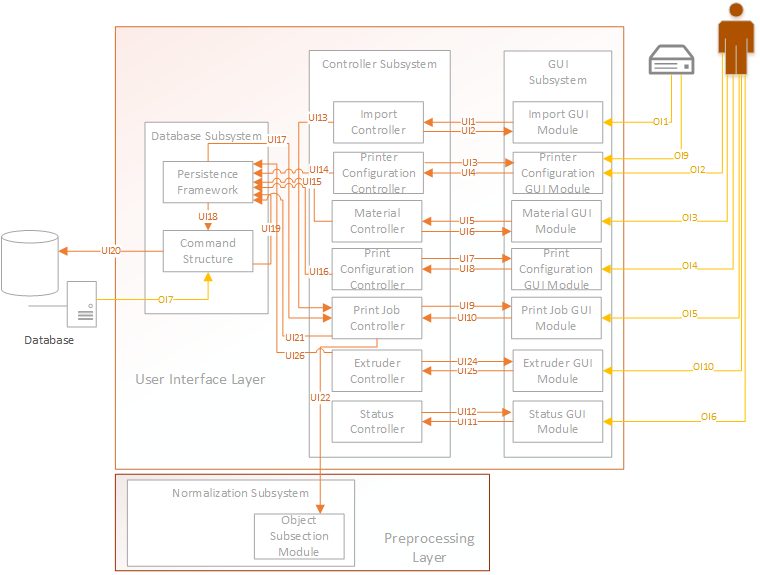 Controller Subsystem
GUI
Subsystem
Import
Controller
UI13
UI1
UI2
Import GUI
Module
OI1
Database Subsystem
UI17
OI9
Persistence
Framework
UI14
UI15
Printer
Configuration
Controller
UI3
UI4
Printer
Configuration
GUI Module
OI2
UI18
UI19
Material
Controller
UI5
UI6
Material GUI
Module
OI3
Command
Structure
UI20
UI16
Print
Configuration
Controller
UI7
UI8
Print
Configuration
GUI Module
OI4
OI7
Print Job
Controller
UI9
UI10
Print Job GUI
Module
OI5
Database
UI21
UI26
Extruder
Controller
UI24
UI25
Extruder GUI
Module
OI10
User Interface Layer
UI22
Status
Controller
UI12
UI11
Status GUI
Module
OI6
Normalization Subsystem
Object
Subsection
Module
Preprocessing
Layer